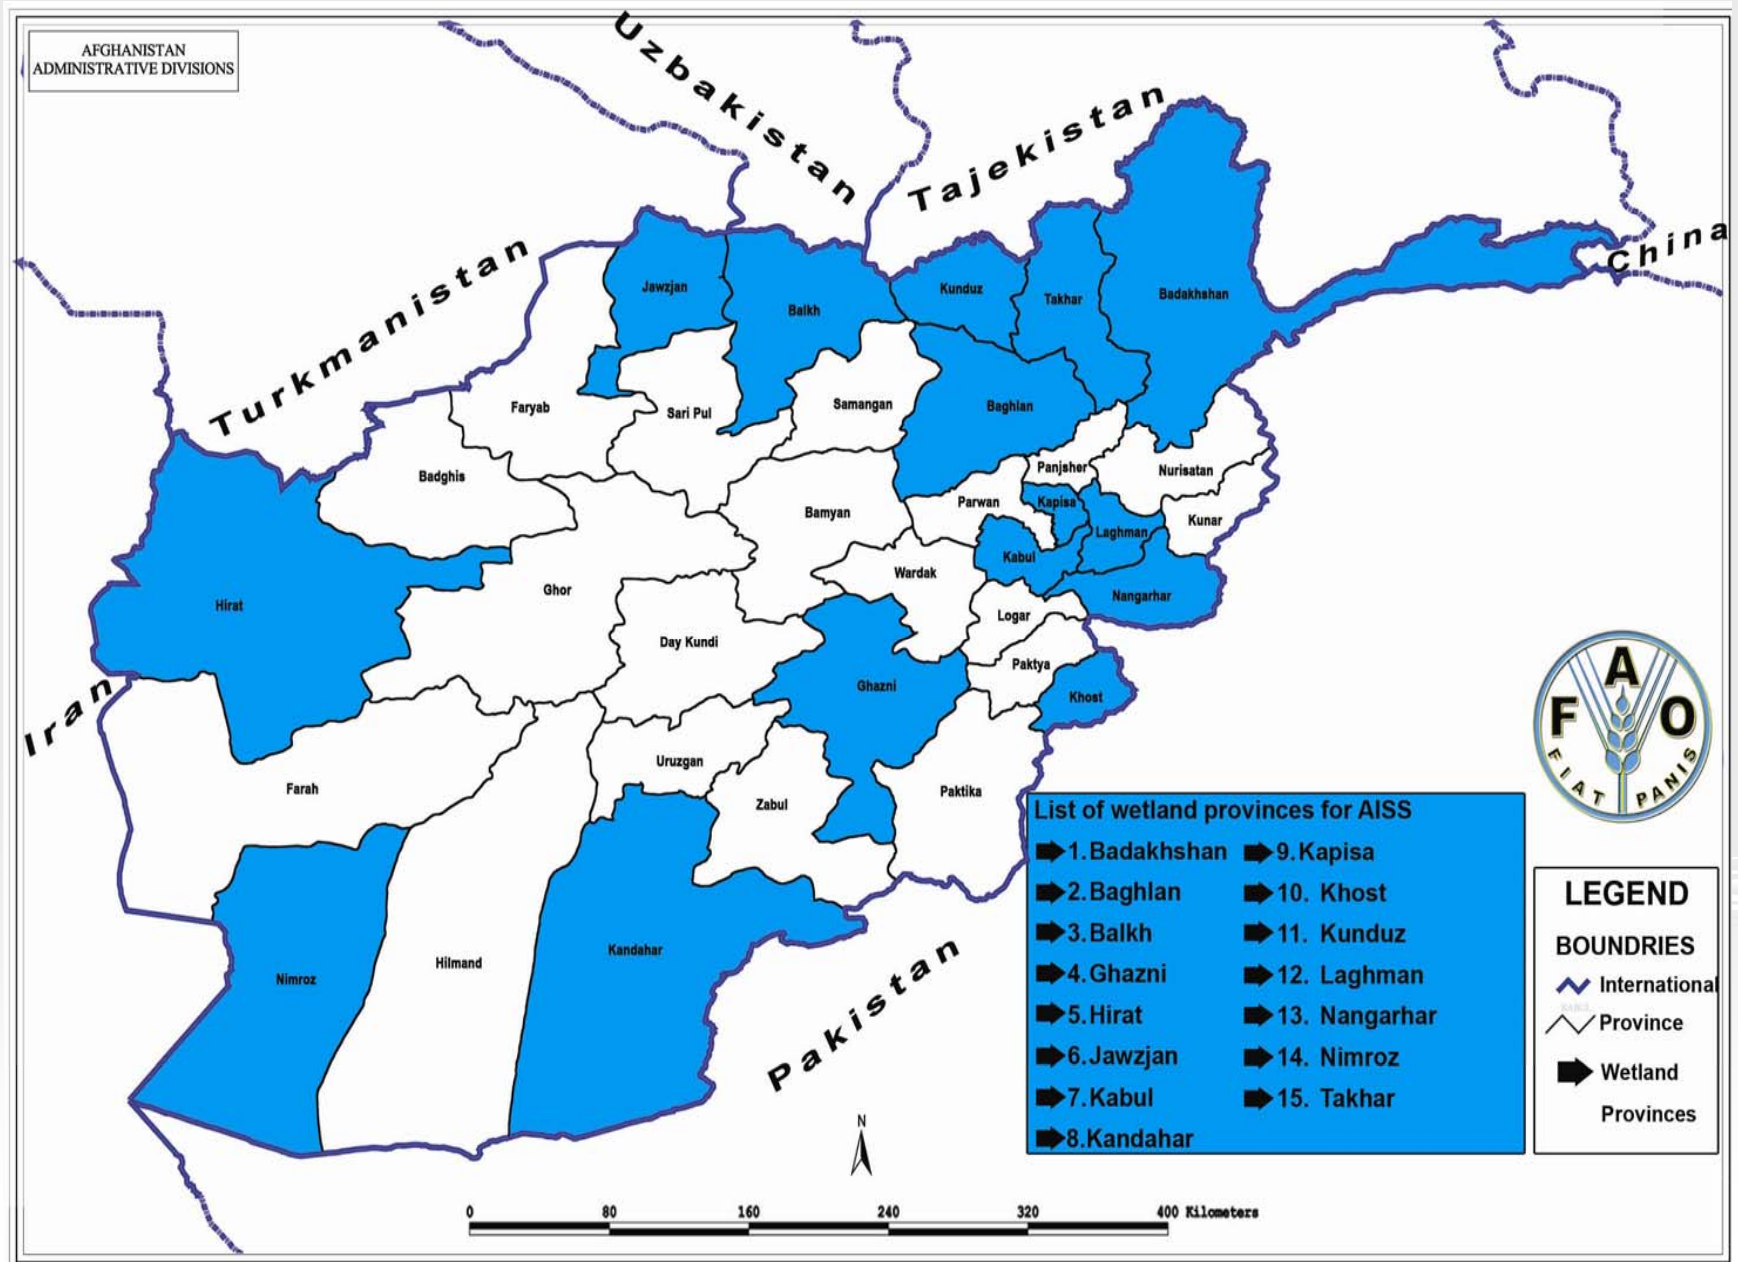 AFGHANISTAN
ADMINISTRATIVE DIVISIONS
Uzbakistan
Tajekistan
China
Turkmanistan
Iran
Pakistan
Jawzjan
Balkh
Kunduz
Takhar
Badakhshan
Faryab
Sari Pul
Samangan
Baghlan
Badghis
Panjsher
Nurisatan
Bamyan
Parwan
Kapisa
Kunar
Laghman
Kabul
Wardak
Hirat
Ghor
Nangarhar
Logar
Day Kundi
Paktya
Ghazni
Khost
Uruzgan
Farah
Zabul
Paktika
Nimroz
Hilmand
Kandahar
F A O
FIAT PANIS
List of wetland provinces for AISS
1.Badakhshan
2.Baghlan
3.Balkh
4.Ghazni
5.Hirat
6.Jawzjan
7.Kabul
8.Kandahar
9.Kapisa
10. Khost
11. Kunduz
12. Laghman
13. Nangarhar
14. Nimroz
15. Takhar
LEGEND
BOUNDRIES
International
Province
Wetland
Provinces
N
0 80 160 240 320 400 Kilometers